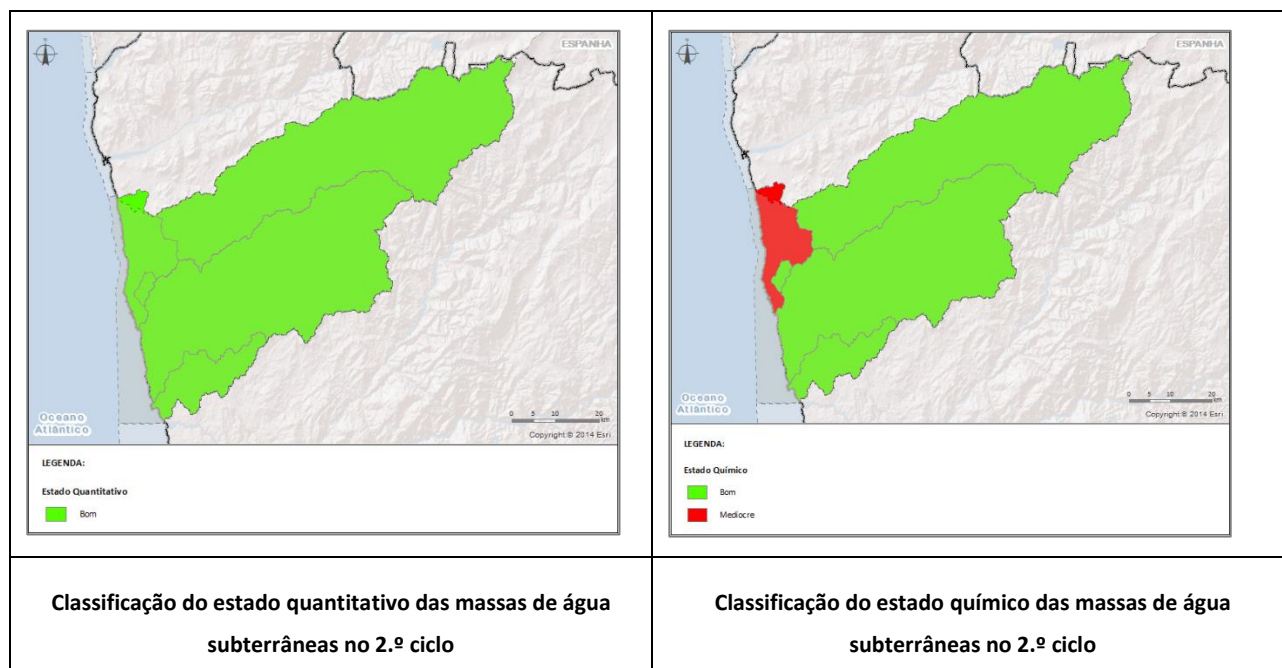 ESPANHA
Oceano
Atlântico
0 5 10 20
km
Copyright © 2014 Esri
LEGENDA:
Estado Quantitativo
Bom
ESPANHA
Oceano
Atlântico
0 5 10 20
km
Copyright © 2014 Esri
LEGENDA:
Estado Químico
Bom
Mediocre
Classificação do estado quantitativo das massas de água
subterrâneas no 2.º ciclo
Classificação do estado químico das massas de água
subterrâneas no 2.º ciclo